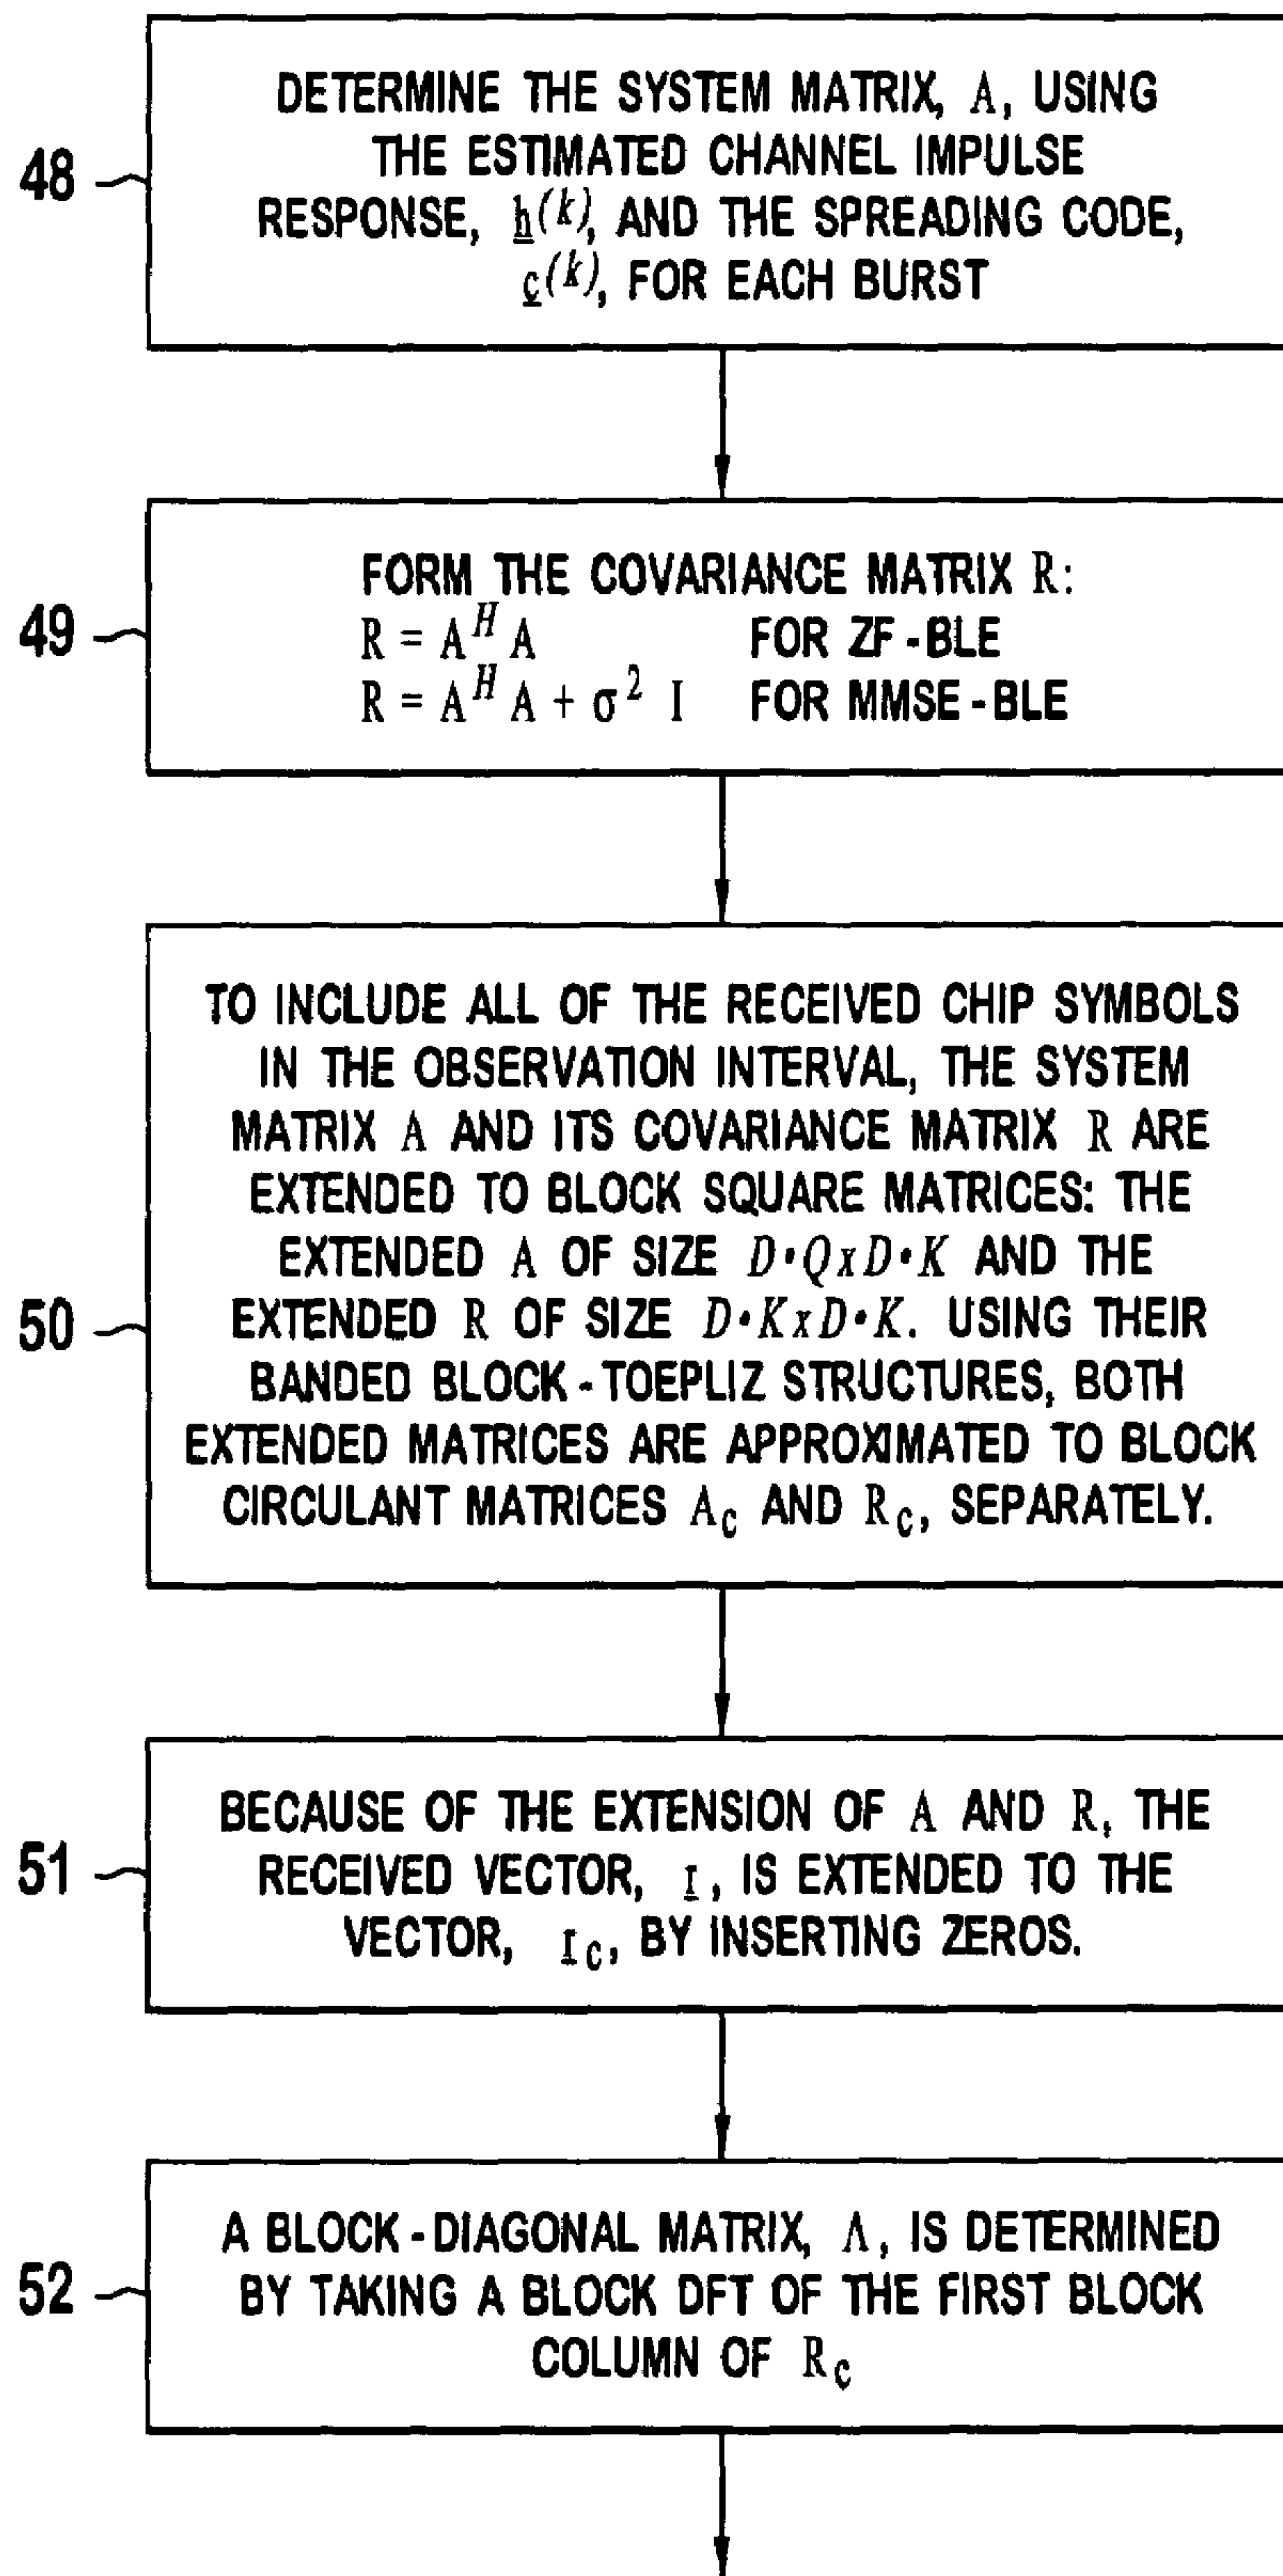 48
DETERMINE THE SYSTEM MATRIX, A, USING
THE ESTIMATED CHANNEL IMPULSE
RESPONSE, h^(k), AND THE SPREADING CODE,
c^(k), FOR EACH BURST
49
FORM THE COVARIANCE MATRIX R:
R = A^H A FOR ZF-BLE
R = A^H A + σ^2 I FOR MMSE-BLE
50
TO INCLUDE ALL OF THE RECEIVED CHIP SYMBOLS
IN THE OBSERVATION INTERVAL, THE SYSTEM
MATRIX A AND ITS COVARIANCE MATRIX R ARE
EXTENDED TO BLOCK SQUARE MATRICES: THE
EXTENDED A OF SIZE D•QxD•K AND THE
EXTENDED R OF SIZE D•KxD•K. USING THEIR
BANDED BLOCK-TOEPLIZ STRUCTURES, BOTH
EXTENDED MATRICES ARE APPROXIMATED TO BLOCK
CIRCULANT MATRICES A_c AND R_c, SEPARATELY.
51
BECAUSE OF THE EXTENSION OF A AND R, THE
RECEIVED VECTOR, r, IS EXTENDED TO THE
VECTOR, r_c, BY INSERTING ZEROS.
52
A BLOCK-DIAGONAL MATRIX, Λ, IS DETERMINED
BY TAKING A BLOCK DFT OF THE FIRST BLOCK
COLUMN OF R_c